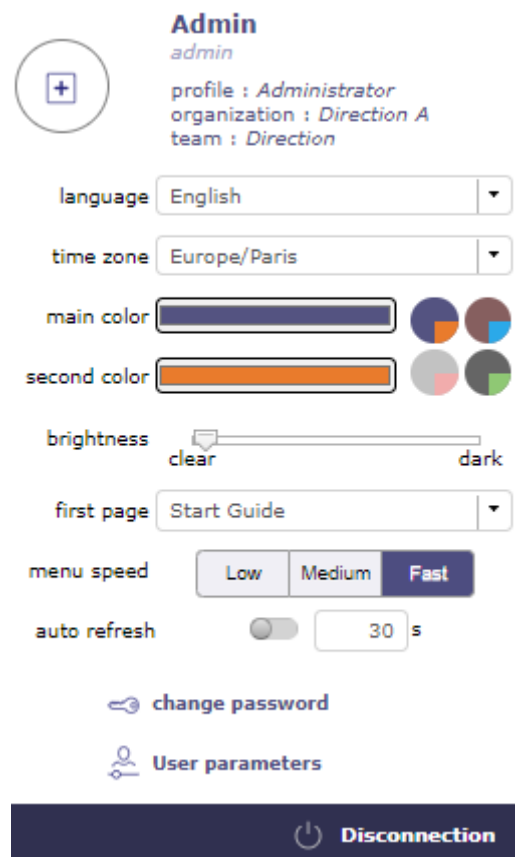 Admin
admin
profile : Administrator
organization : Direction A
team : Direction
language English
time zone Europe/Paris
main color
second color
brightness
clear dark
first page Start Guide
menu speed Low Medium Fast
auto refresh 30 s
change password
User parameters
Disconnection